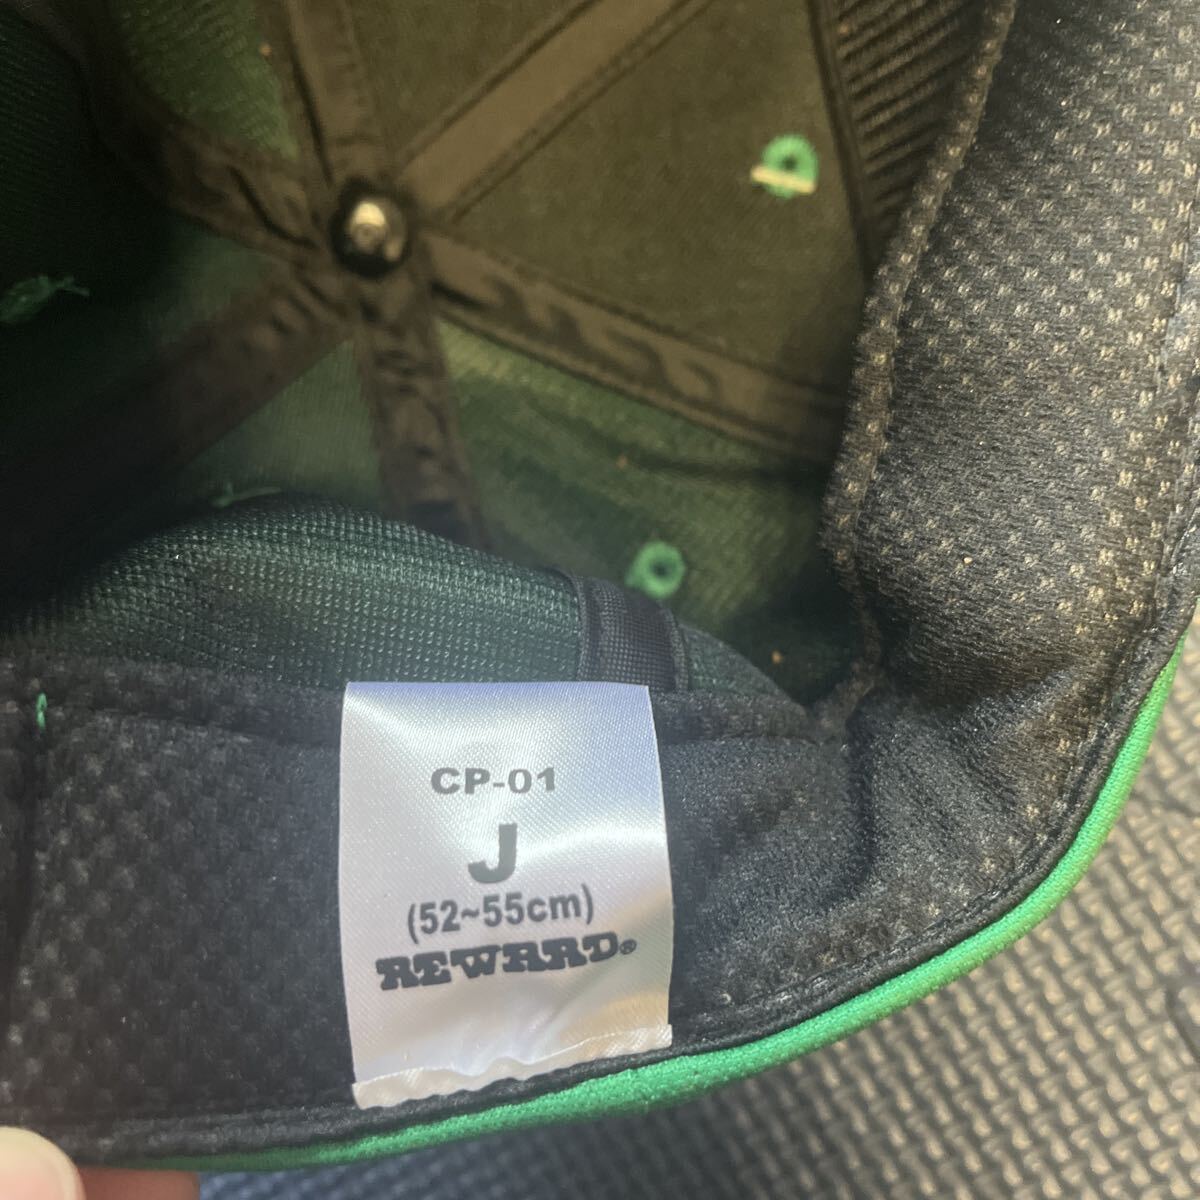 CP-01
J
(52~55cm)
REWARD®